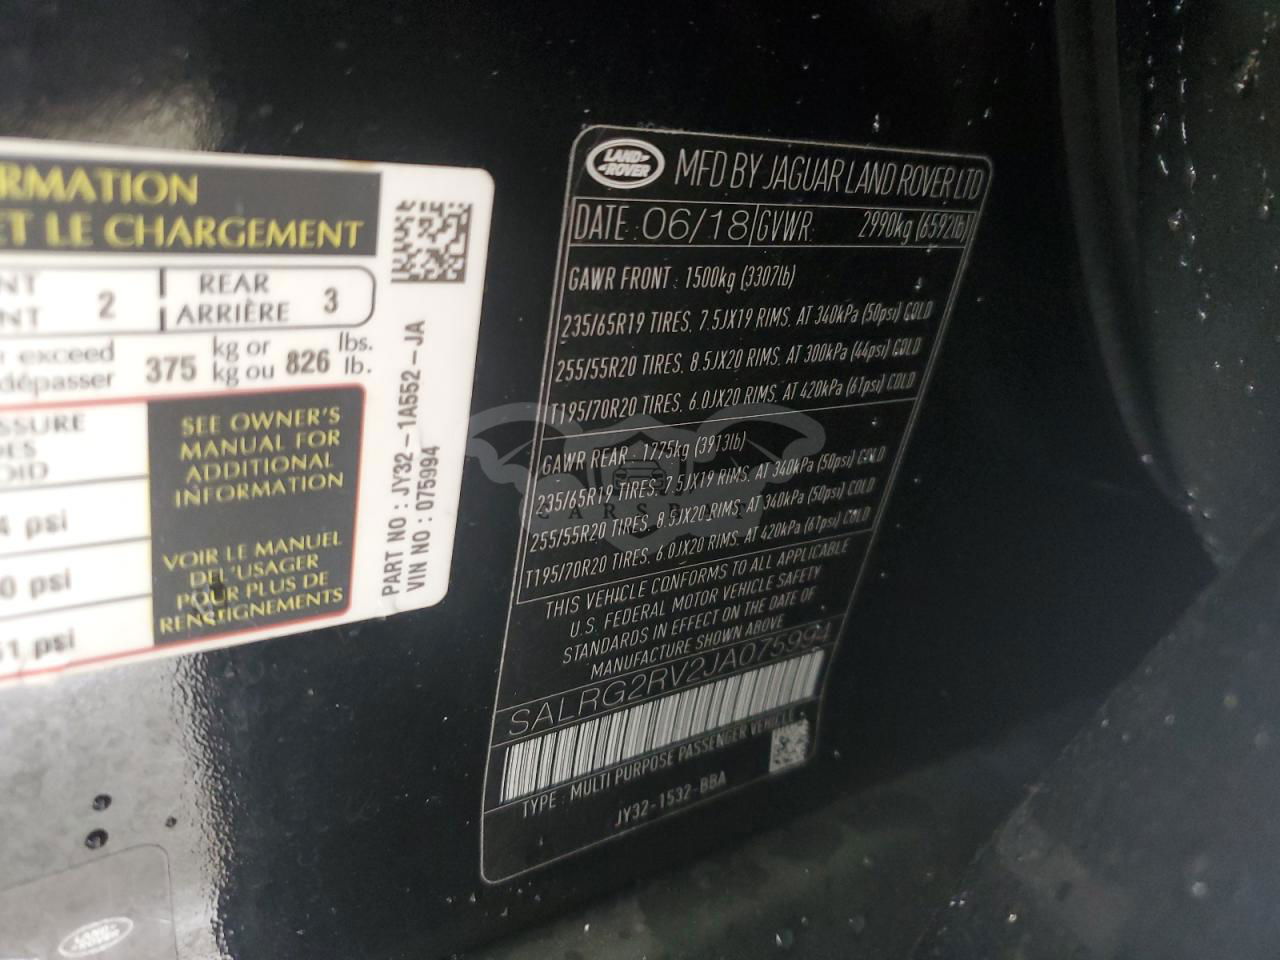 RMATION
ET LE CHARGEMENT
NT 2 REAR 3
NT ARRIÈRE
exceed 375 kg or 826 lbs.
dépasser kg ou lb.
SSURE
SEE OWNER'S
MANUAL FOR
ADDITIONAL
INFORMATION
psi
0 psi
51 psi
VOIR LE MANUEL
DE L'USAGER
POUR PLUS DE
RENSEIGNEMENTS
PART NO : JY32-1A552-JA
VIN NO : 075994
LAND ROVER
MFD BY JAGUAR LAND ROVER LTD
DATE : 06/18 GVWR: 2990kg (6592lb)
GAWR FRONT : 1500kg (3307lb)
235/65R19 TIRES, 7.5JX19 RIMS, AT 340kPa (50psi) COLD
255/55R20 TIRES, 8.5JX20 RIMS, AT 300kPa (44psi) COLD
T195/70R20 TIRES, 6.0JX20 RIMS, AT 420kPa (61psi) COLD
GAWR REAR : 1775kg (3913lb)
235/65R19 TIRES, 7.5JX19 RIMS, AT 340kPa (50psi) COLD
255/55R20 TIRES, 8.5JX20 RIMS, AT 340kPa (50psi) COLD
T195/70R20 TIRES, 6.0JX20 RIMS, AT 420kPa (61psi) COLD
THIS VEHICLE CONFORMS TO ALL APPLICABLE
U.S. FEDERAL MOTOR VEHICLE SAFETY
STANDARDS IN EFFECT ON THE DATE OF
MANUFACTURE SHOWN ABOVE
SALRG2RV2JA075994
TYPE : MULTI PURPOSE PASSENGER VEHICLE
JY32-1532-BBA
LAND ROVER